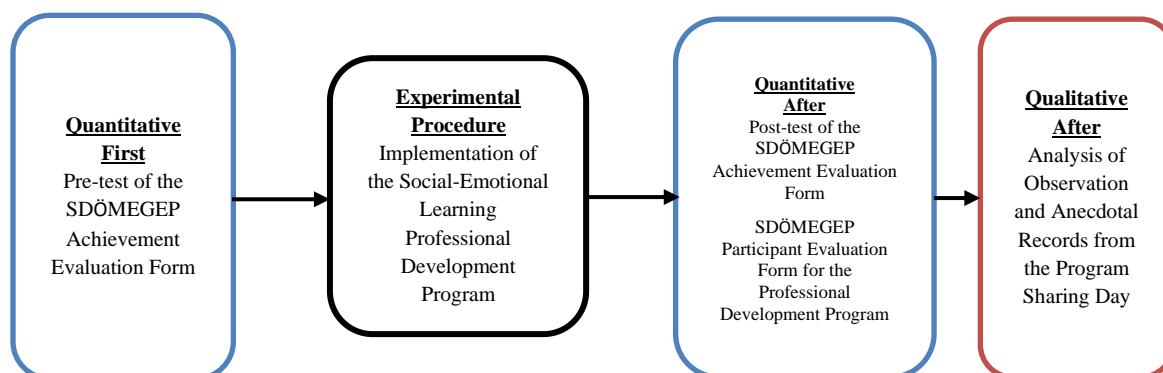 Quantitative
First
Pre-test of the
SDÖMEGEP
Achievement
Evaluation Form
Experimental
Procedure
Implementation of
the Social-Emotional
Learning
Professional
Development
Program
Quantitative
After
Post-test of the
SDÖMEGEP
Achievement Evaluation
Form
SDÖMEGEP
Participant Evaluation
Form for the
Professional
Development Program
Qualitative
After
Analysis of
Observation
and Anecdotal
Records from
the Program
Sharing Day